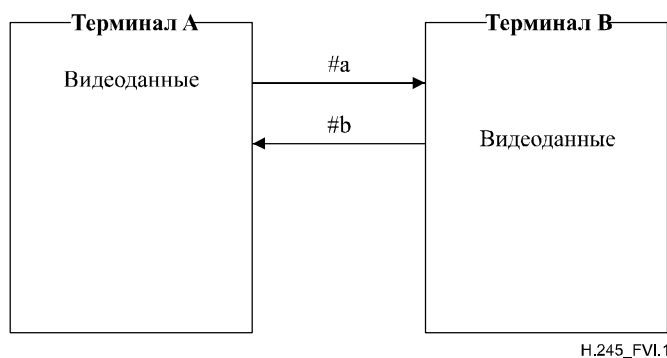 Терминал A
Терминал B
Видеоданные
#a
#b
Видеоданные
H.245_FVI.1